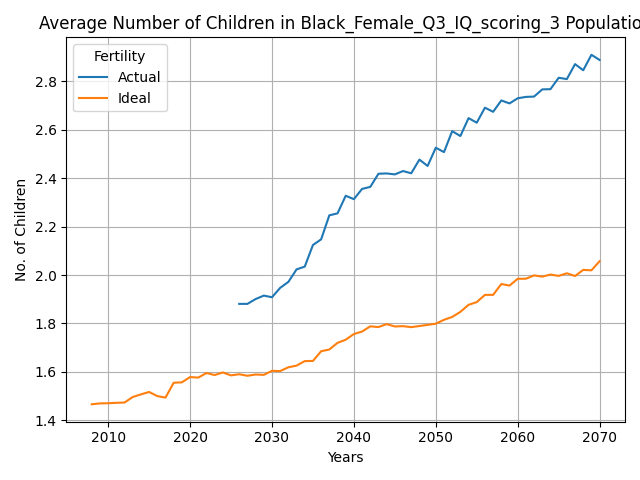 Average Number of Children in Black_Female_Q3_IQ_scoring_3 Populatio
Fertility
Actual
Ideal
No. of Children
2.8
2.6
2.4
2.2
2.0
1.8
1.6
1.4
2010 2020 2030 2040 2050 2060 2070
Years